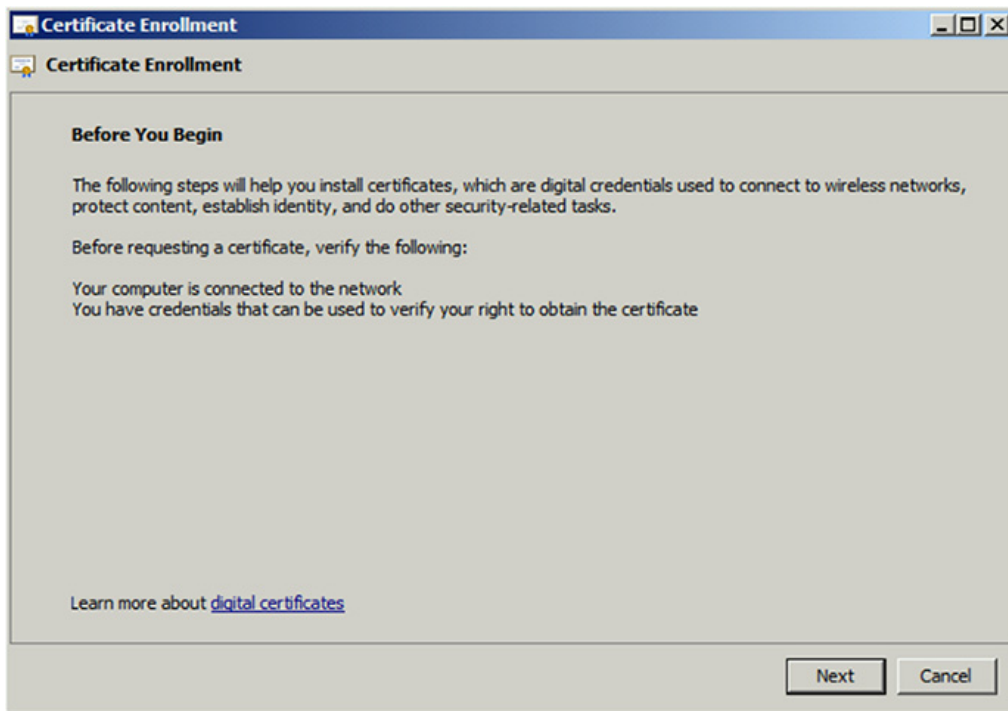 Certificate Enrollment
Certificate Enrollment
Before You Begin
The following steps will help you install certificates, which are digital credentials used to connect to wireless networks,
protect content, establish identity, and do other security-related tasks.
Before requesting a certificate, verify the following:
Your computer is connected to the network
You have credentials that can be used to verify your right to obtain the certificate
Learn more about digital certificates
Next Cancel